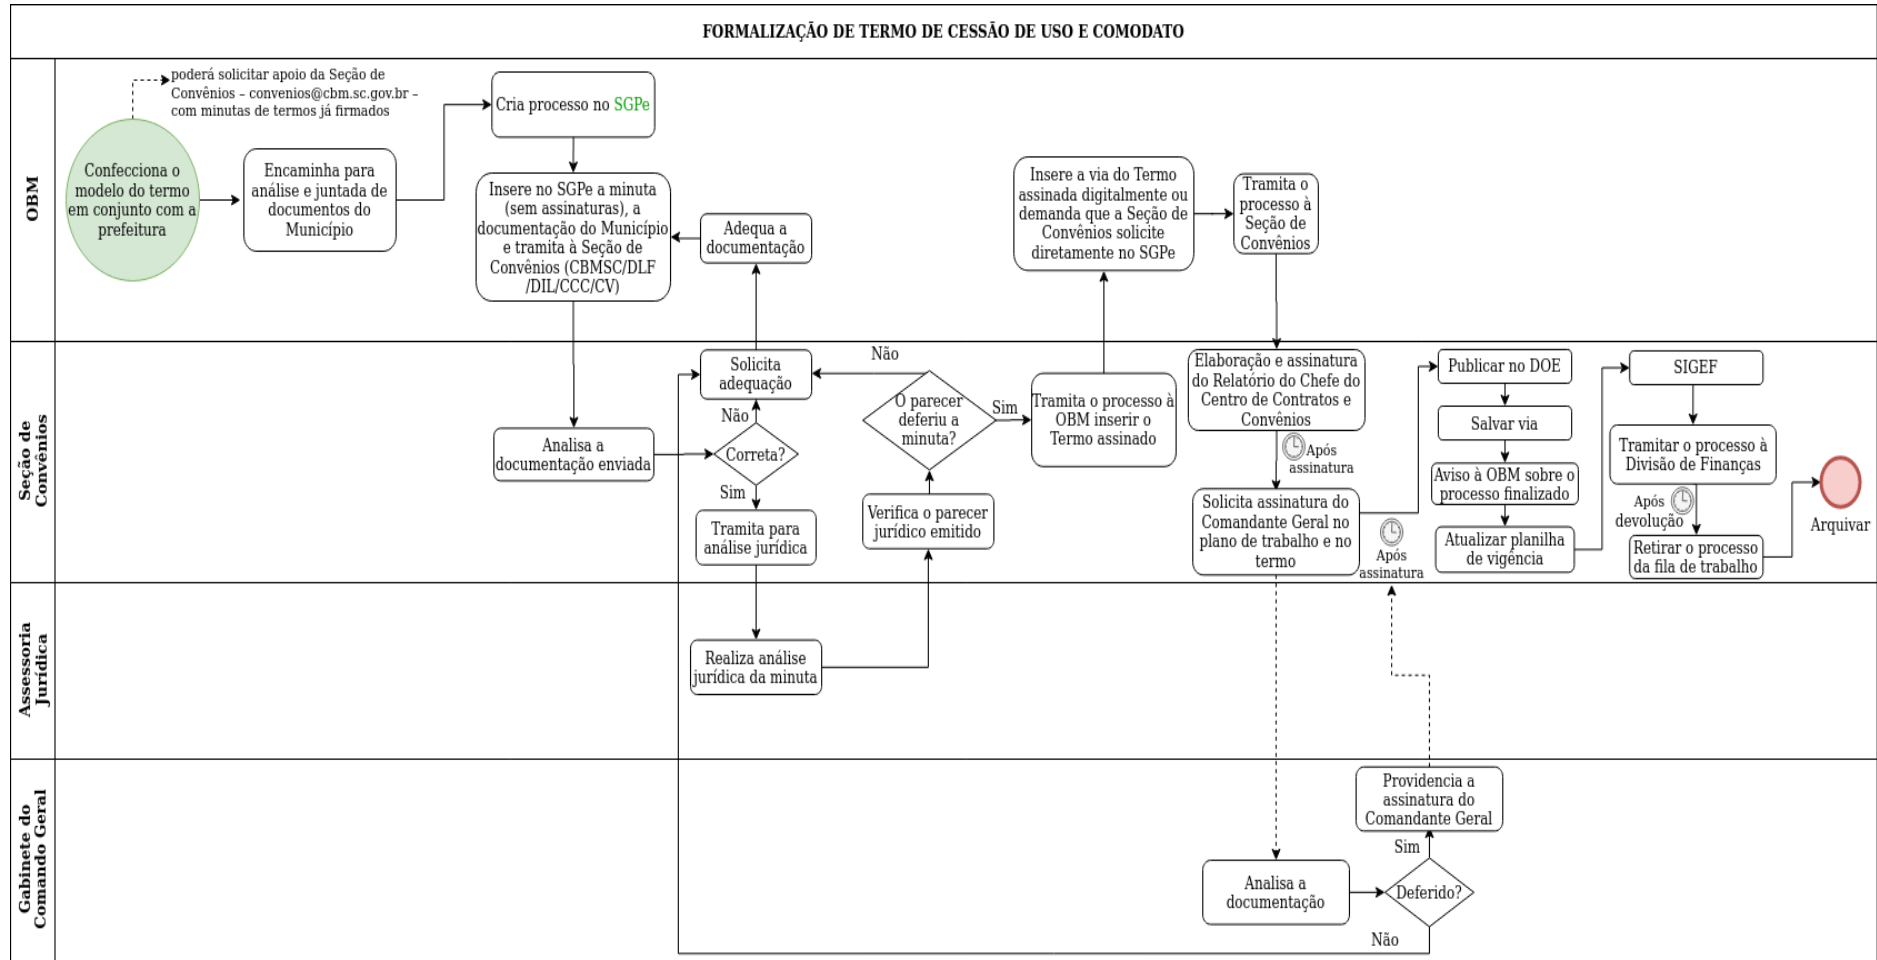 FORMALIZAÇÃO DE TERMO DE CESSÃO DE USO E COMODATO
OBM
poderá solicitar apoio da Seção de
Convênios – convenios@cbm.sc.gov.br –
com minutas de termos já firmados
Confecciona o
modelo do termo
em conjunto com a
prefeitura
Encaminha para
análise e juntada de
documentos do
Município
Cria processo no SGPe
Insere no SGPe a minuta
(sem assinaturas), a
documentação do Município
e tramita à Seção de
Convênios (CBMSC/DLF
/DIL/CCC/CV)
Adequa a
documentação
Insere a via do Termo
assinada digitalmente ou
demanda que a Seção de
Convênios solicite
diretamente no SGPe
Tramita o
processo à
Seção de
Convênios
Seção de
Convênios
Analisa a
documentação enviada
Solicita
adequação
Não
Correta?
Sim
Tramita para
análise jurídica
Não
O parecer
deferiu a
minuta?
Sim
Verifica o parecer
jurídico emitido
Tramita o processo à
OBM inserir o
Termo assinado
Elaboração e assinatura
do Relatório do Chefe do
Centro de Contratos e
Convênios
Após
assinatura
Solicita assinatura do
Comandante Geral no
plano de trabalho e no
termo
Após
assinatura
Publicar no DOE
Salvar via
Aviso à OBM sobre o
processo finalizado
Atualizar planilha
de vigência
SIGEF
Tramitar o processo à
Divisão de Finanças
Após
devolução
Retirar o processo
da fila de trabalho
Arquivar
Assessoria
Jurídica
Realiza análise
jurídica da minuta
Gabinete do
Comando Geral
Providencia a
assinatura do
Comandante Geral
Sim
Analisa a
documentação
Deferido?
Não